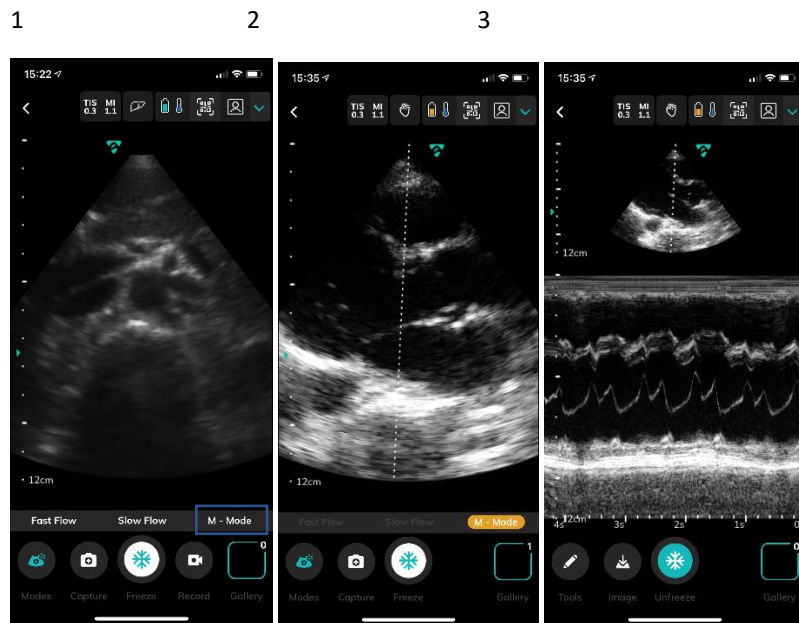 1 2 3
15:22
TIS MI
0.3 1.1
12cm
Fast Flow Slow Flow M - Mode
0
Modes Capture Freeze Record Gallery
15:35
TIS MI
0.3 1.1
12cm
Fast Flow Slow Flow M - Mode
1
Modes Capture Freeze Gallery
15:35
TIS MI
0.3 1.1
12cm
4s 12cm 3s 2s 1s 0
0
Tools Image Unfreeze Gallery